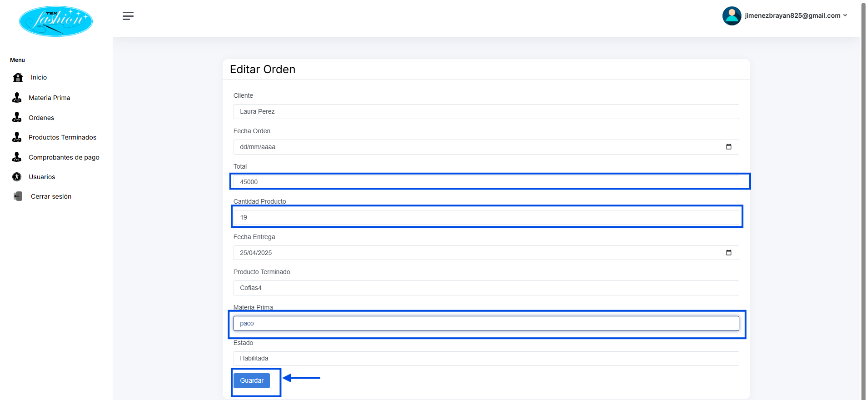 TEN
fashion
jimenezbrayan825@gmail.com
Menu
Inicio
Materia Prima
Ordenes
Productos Terminados
Comprobantes de pago
Usuarios
Cerrar sesión
Editar Orden
Cliente
Laura Perez
Fecha Orden
dd/mm/aaaa
Total
45000
Cantidad Producto
19
Fecha Entrega
25/04/2025
Producto Terminado
Cofias4
Materia Prima
paco
Estado
Habilitada
Guardar